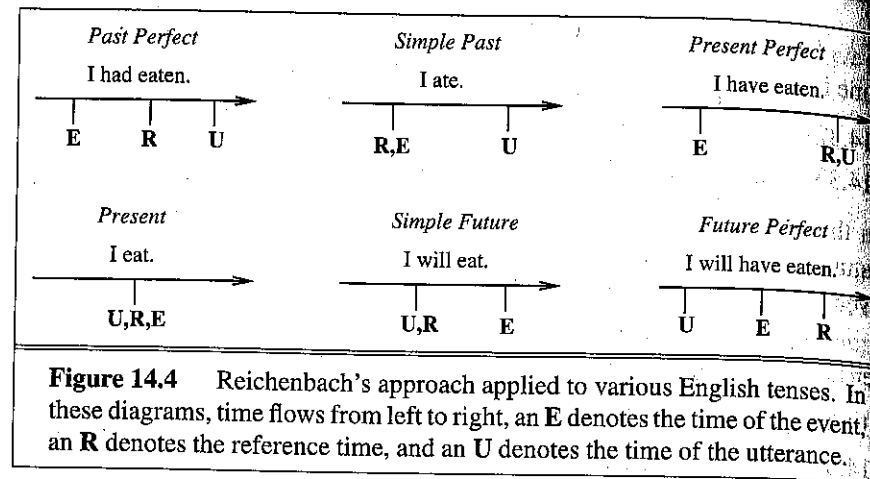 Past Perfect
I had eaten.
E R U
Simple Past
I ate.
R,E U
Present Perfect
I have eaten.
E R,U
Present
I eat.
U,R,E
Simple Future
I will eat.
U,R E
Future Perfect
I will have eaten.
U E R
Figure 14.4 Reichenbach's approach applied to various English tenses. In
these diagrams, time flows from left to right, an E denotes the time of the event,
an R denotes the reference time, and an U denotes the time of the utterance.